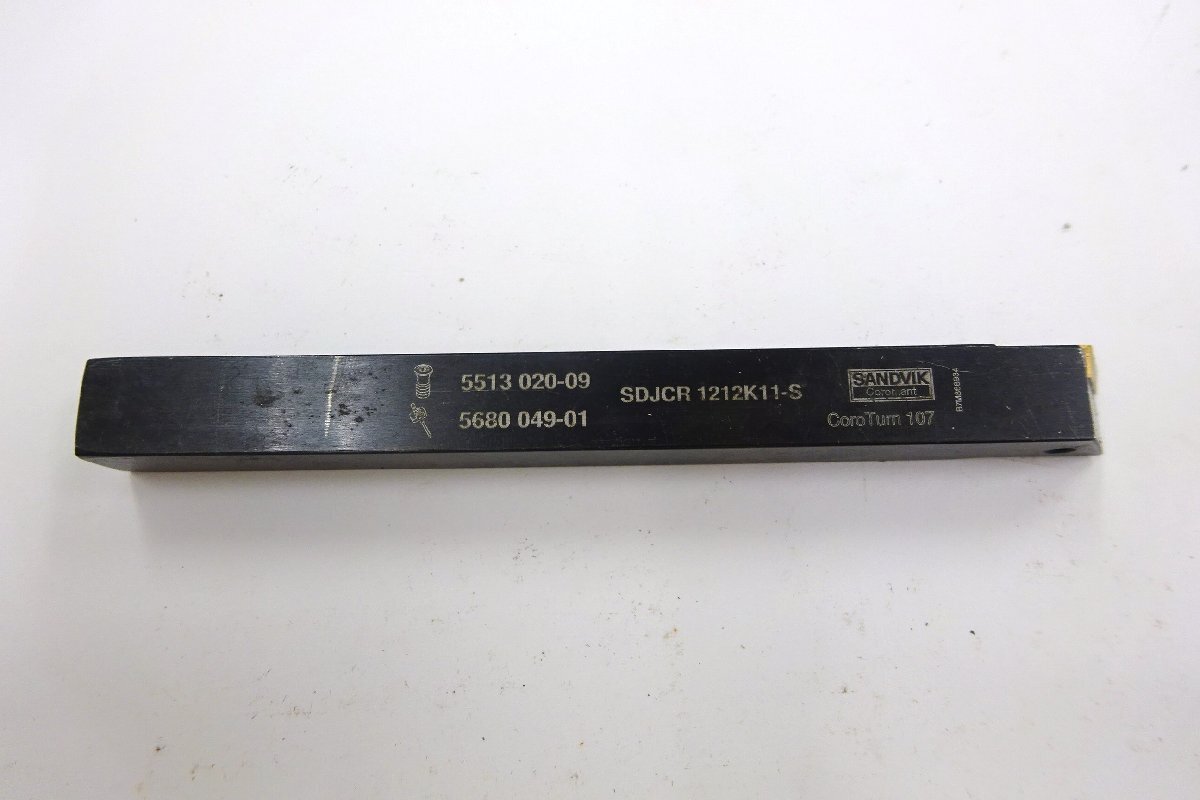 5513 020-09
5680 049-01
SDJCR 1212K11-S
SANDVIK
Coromant
CoroTurn 107